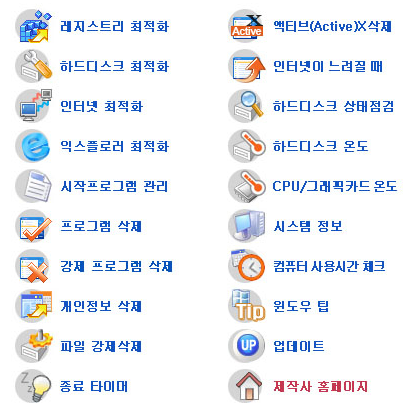 레지스트리 최적화
하드디스크 최적화
인터넷 최적화
익스플로러 최적화
시작프로그램 관리
프로그램 삭제
강제 프로그램 삭제
개인정보 삭제
파일 강제삭제
zz 종료 타이머
X Active 액티브(Active)X삭제
인터넷이 느려질 때
하드디스크 상태점검
하드디스크 온도
CPU/그래픽카드 온도
시스템 정보
컴퓨터 사용시간 체크
Tip 윈도우 팁
UP 업데이트
제작사 홈페이지